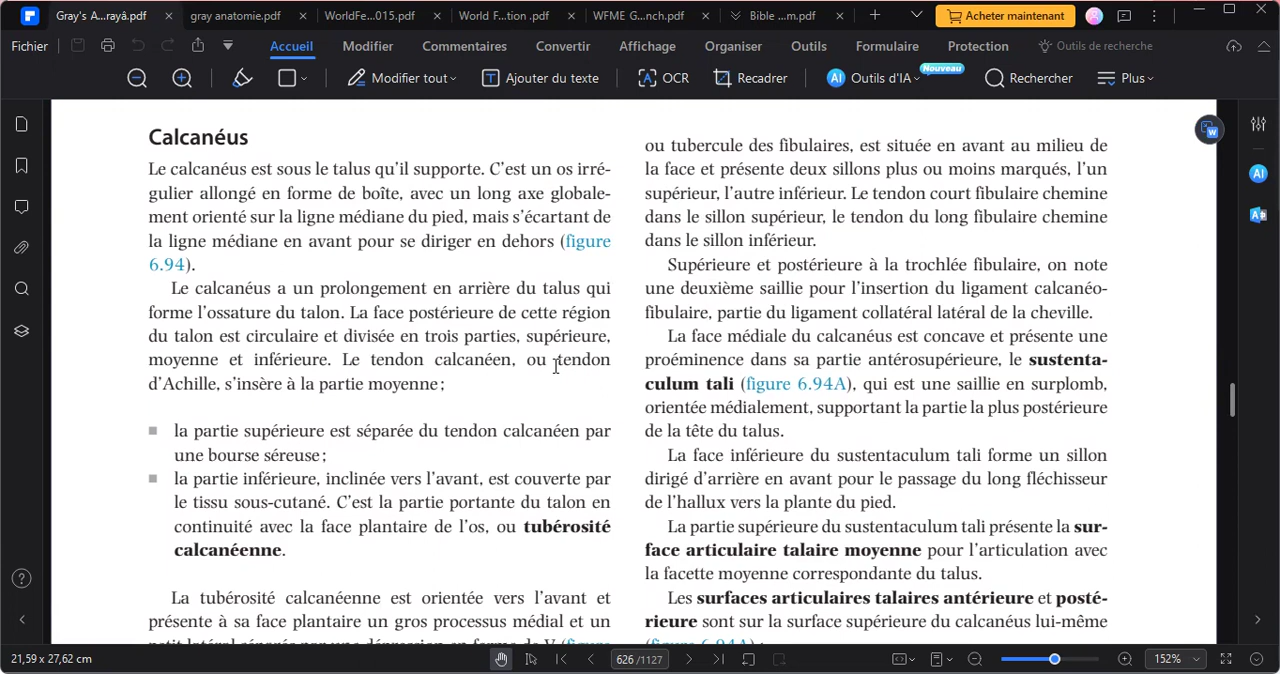 Gray's A...rayâ.pdf
gray anatomie.pdf
WorldFe...015.pdf
World F...tion .pdf
WFME G...nch.pdf
Bible ...m.pdf
Acheter maintenant
Fichier
Accueil
Modifier
Commentaires
Convertir
Affichage
Organiser
Outils
Formulaire
Protection
Outils de recherche
Modifier tout
Ajouter du texte
OCR
Recadrer
AI Outils d'IA
Nouveau
Rechercher
Plus
Calcanéus
Le calcanéus est sous le talus qu'il supporte. C'est un os irré-
gulier allongé en forme de boîte, avec un long axe globale-
ment orienté sur la ligne médiane du pied, mais s'écartant de
la ligne médiane en avant pour se diriger en dehors (figure
6.94).
Le calcanéus a un prolongement en arrière du talus qui
forme l'ossature du talon. La face postérieure de cette région
du talon est circulaire et divisée en trois parties, supérieure,
moyenne et inférieure. Le tendon calcanéen, ou tendon
d'Achille, s'insère à la partie moyenne ;
la partie supérieure est séparée du tendon calcanéen par
une bourse séreuse ;
la partie inférieure, inclinée vers l'avant, est couverte par
le tissu sous-cutané. C'est la partie portante du talon en
continuité avec la face plantaire de l'os, ou tubérosité
calcanéenne.
La tubérosité calcanéenne est orientée vers l'avant et
présente à sa face plantaire un gros processus médial et un
petit latéral séparés par une dépression en forme de V (figure
ou tubercule des fibulaires, est située en avant au milieu de
la face et présente deux sillons plus ou moins marqués, l'un
supérieur, l'autre inférieur. Le tendon court fibulaire chemine
dans le sillon supérieur, le tendon du long fibulaire chemine
dans le sillon inférieur.
Supérieure et postérieure à la trochlée fibulaire, on note
une deuxième saillie pour l'insertion du ligament calcanéo-
fibulaire, partie du ligament collatéral latéral de la cheville.
La face médiale du calcanéus est concave et présente une
proéminence dans sa partie antérosupérieure, le sustenta-
culum tali (figure 6.94A), qui est une saillie en surplomb,
orientée médialement, supportant la partie la plus postérieure
de la tête du talus.
La face inférieure du sustentaculum tali forme un sillon
dirigé d'arrière en avant pour le passage du long fléchisseur
de l'hallux vers la plante du pied.
La partie supérieure du sustentaculum tali présente la sur-
face articulaire talaire moyenne pour l'articulation avec
la facette moyenne correspondante du talus.
Les surfaces articulaires talaires antérieure et posté-
rieure sont sur la surface supérieure du calcanéus lui-même
(figure 6.94A) :
21,59 x 27,62 cm
626 /1127
152%